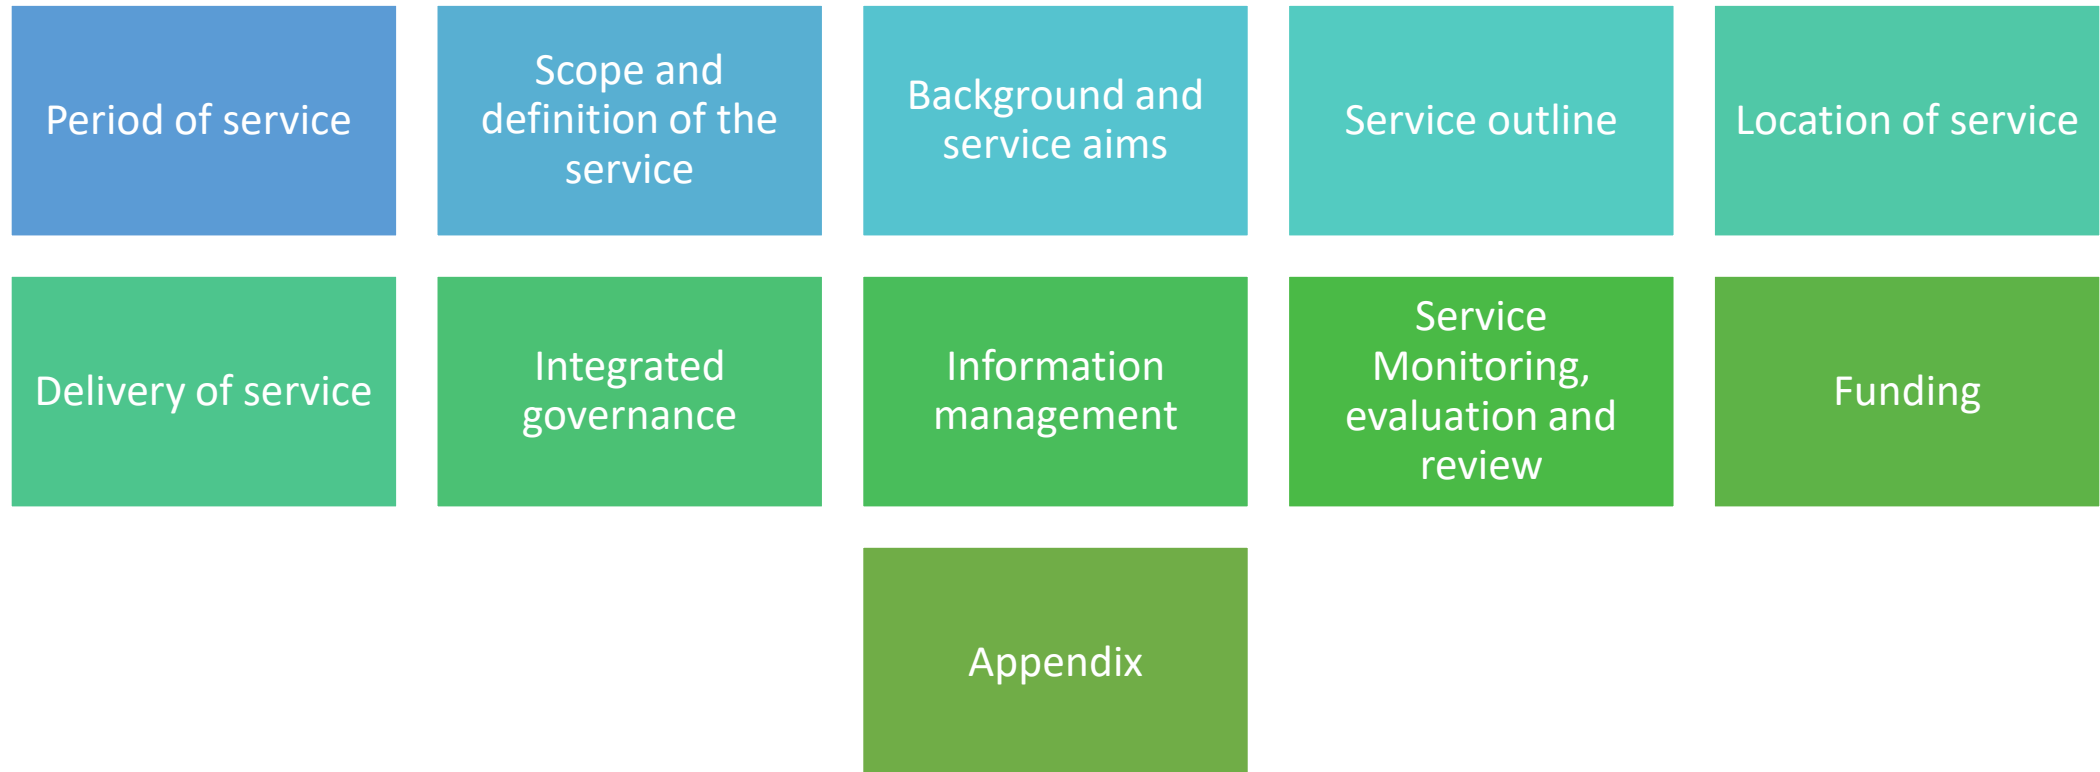 Period of service
Scope and
definition of the
service
Background and
service aims
Service outline
Location of service
Delivery of service
Integrated
governance
Information
management
Service
Monitoring,
evaluation and
review
Funding
Appendix